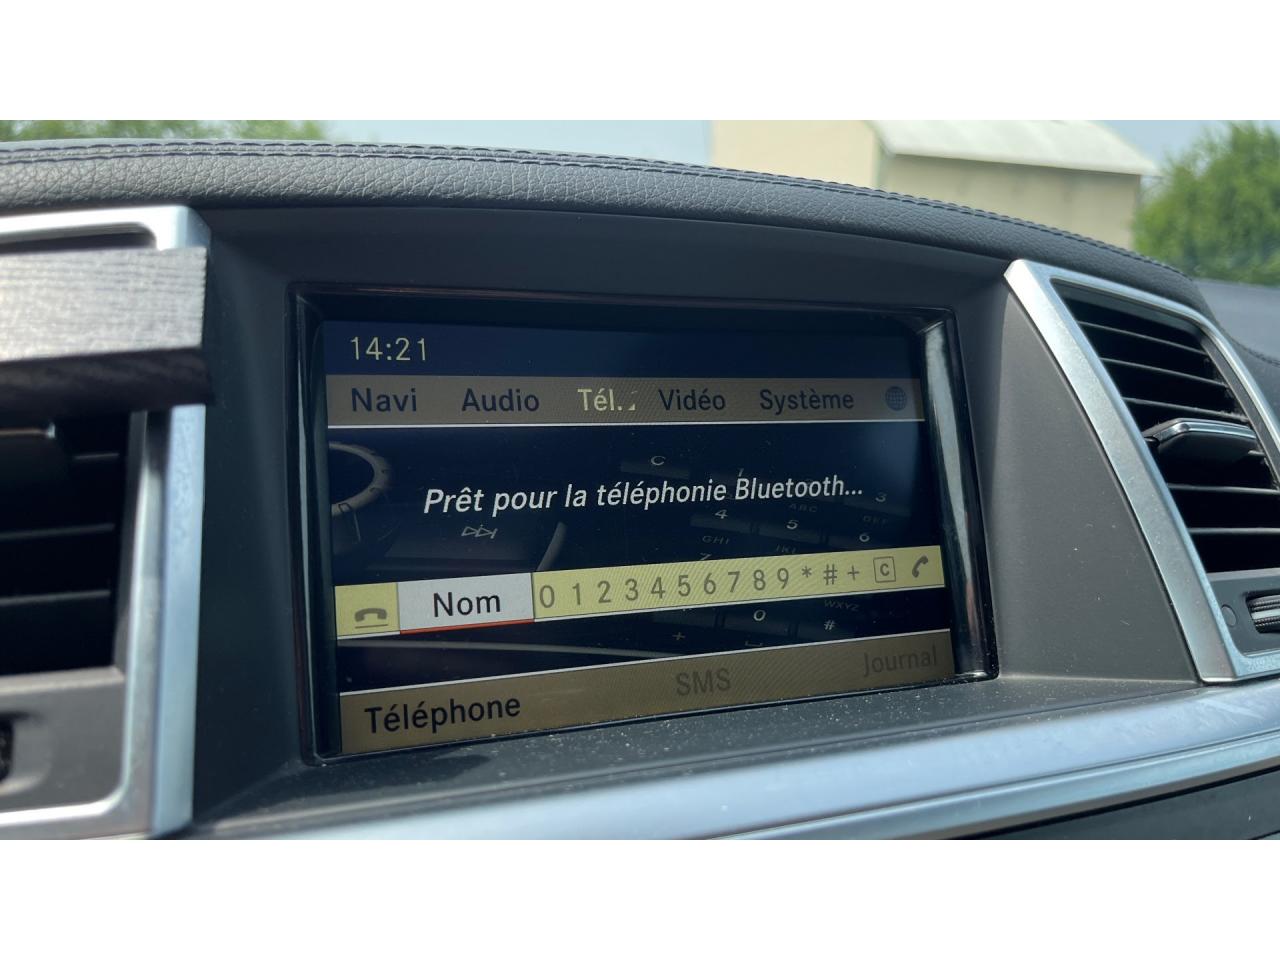 14:21
Navi Audio Tél. Vidéo Système
Prêt pour la téléphonie Bluetooth...
Nom 0 1 2 3 4 5 6 7 8 9 * # + C
Téléphone SMS Journal